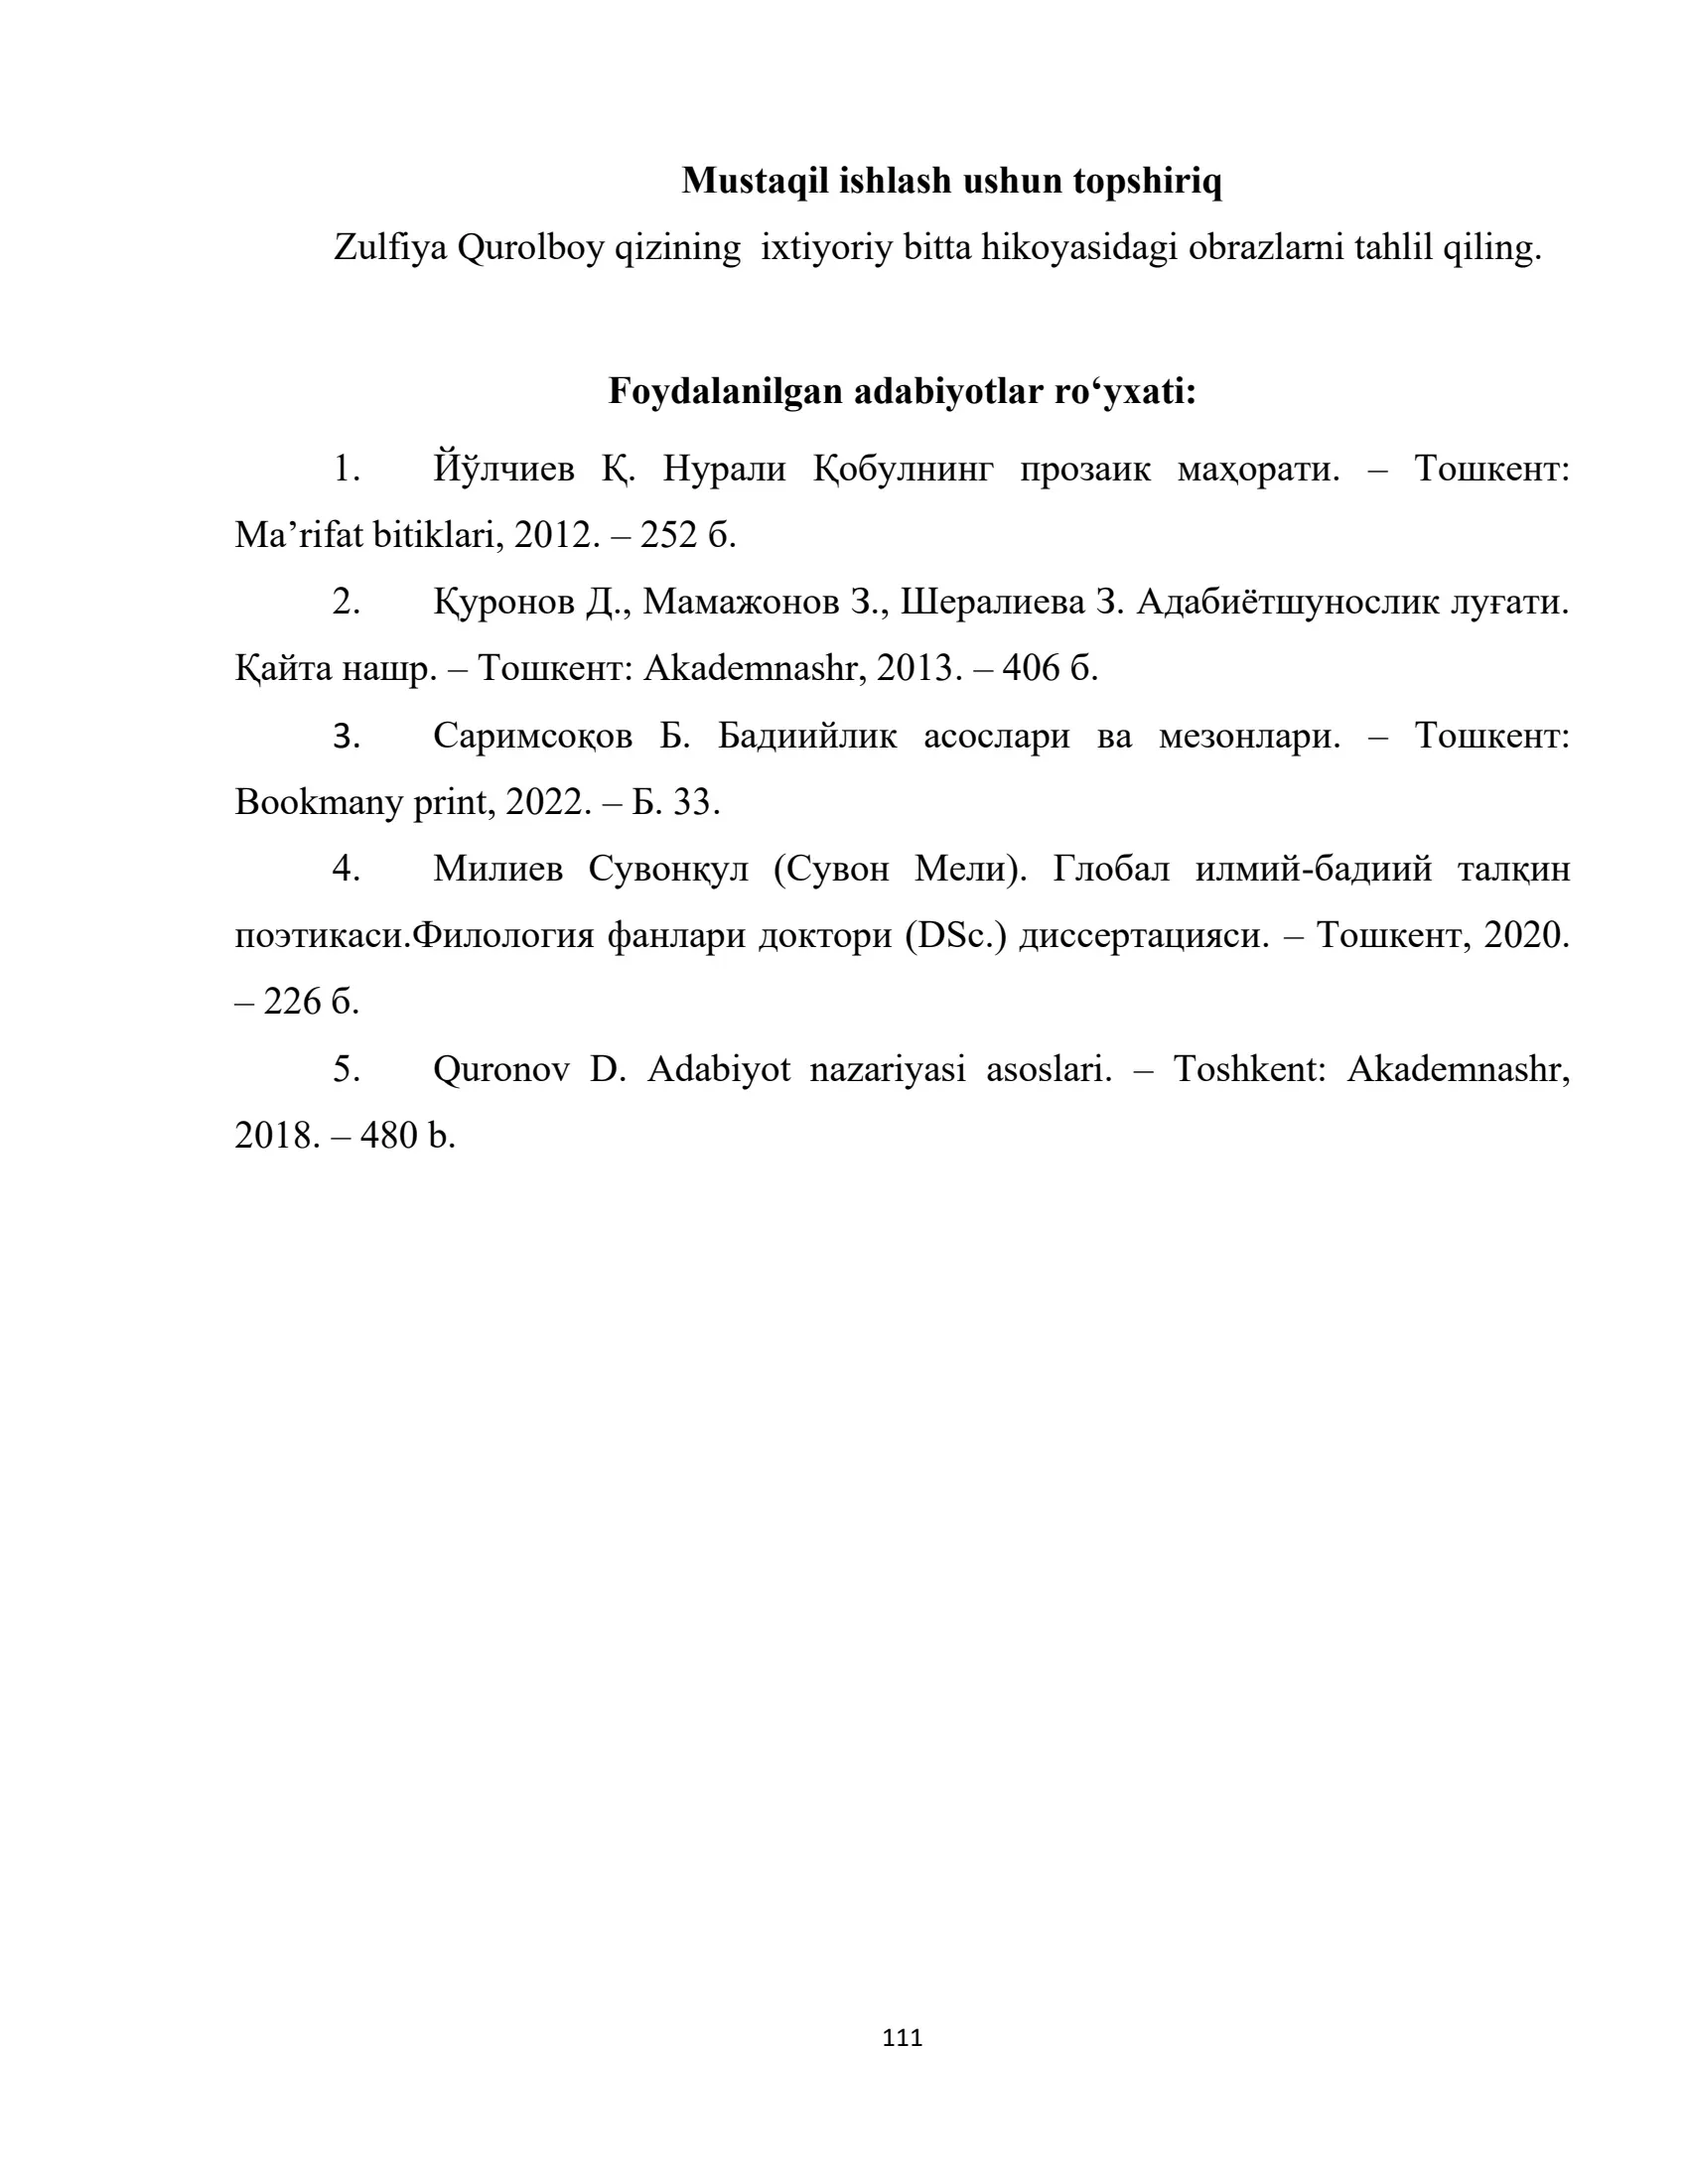 Mustaqil ishlash ushun topshiriq
Zulfiya Qurolboy qizining  ixtiyoriy bitta hikoyasidagi obrazlarni tahlil qiling.
Foydalanilgan adabiyotlar ro‘yxati:
1. Йўлчиев Қ. Нурали Қобулнинг прозаик маҳорати. – Тошкент:
Ma’rifat bitiklari, 2012. – 252 б.
2. Қуронов Д., Мамажонов З., Шералиева З. Адабиётшунослик луғати.
Қайта нашр. – Тошкент: Akademnashr, 2013. – 406 б.
3. Саримсоқов Б. Бадиийлик асослари ва мезонлари. – Тошкент:
Bookmany print, 2022. – Б. 33.
4. Милиев Сувонқул (Сувон Мели). Глобал илмий-бадиий талқин
поэтикаси.Филология фанлари доктори (DSc.) диссертацияси. – Тошкент, 2020.
– 226 б.
5. Quronov D. Adabiyot nazariyasi asoslari. – Toshkent: Akademnashr,
2018. – 480 b.
111